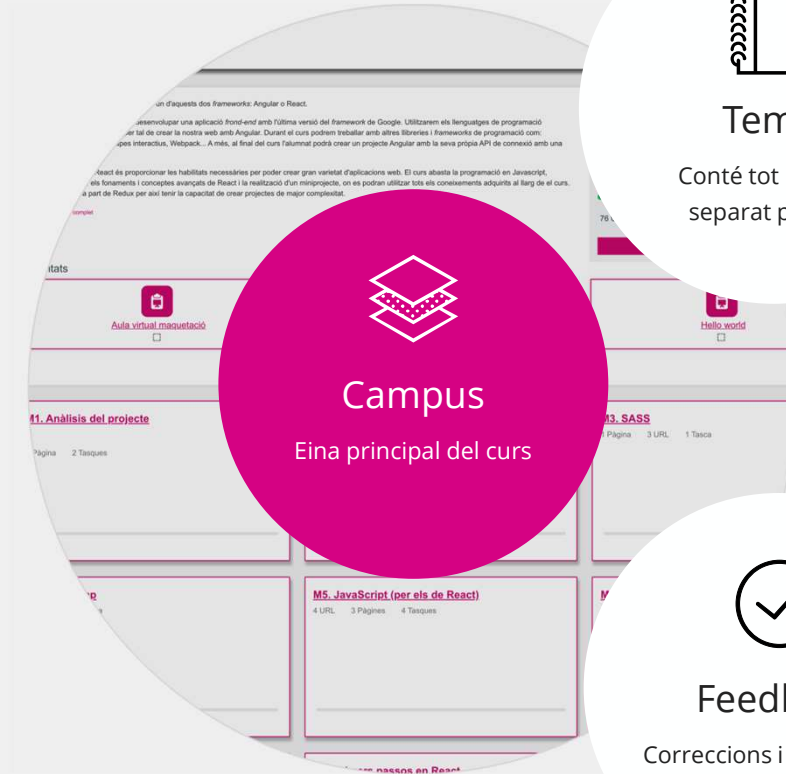 un d'aquests dos frameworks: Angular o React.
desenvolupar una aplicació frond-end amb l'última versió del framework de Google. Utilitzarem els llenguatges de programació
per tal de crear la nostra web amb Angular. Durant el curs podrem treballar amb altres llibreries i frameworks de programació com:
interactius, Webpack... A més, al final del curs l'alumnat podrà crear un projecte Angular amb la seva pròpia API de connexió amb una
React és proporcionar les habilitats necessàries per poder crear gran varietat d'aplicacions web. El curs abasta la programació en Javascript,
els fonaments i conceptes avançats de React i la realització d'un miniprojecte, on es podran utilitzar tots els coneixements adquirits al llarg de el curs.
a part de Redux per així tenir la capacitat de crear projectes de major complexitat.
complet
Tem
Conté tot
separat p
76
itats
Aula virtual maquetació
Hello world
Campus
Eina principal del curs
M1. Anàlisis del projecte
Pàgina 2 Tasques
M3. SASS
1 Pàgina 3 URL 1 Tasca
M5. JavaScript (per els de React)
4 URL 3 Pàgines 4 Tasques
M
Feed
Correccions i
passos en React